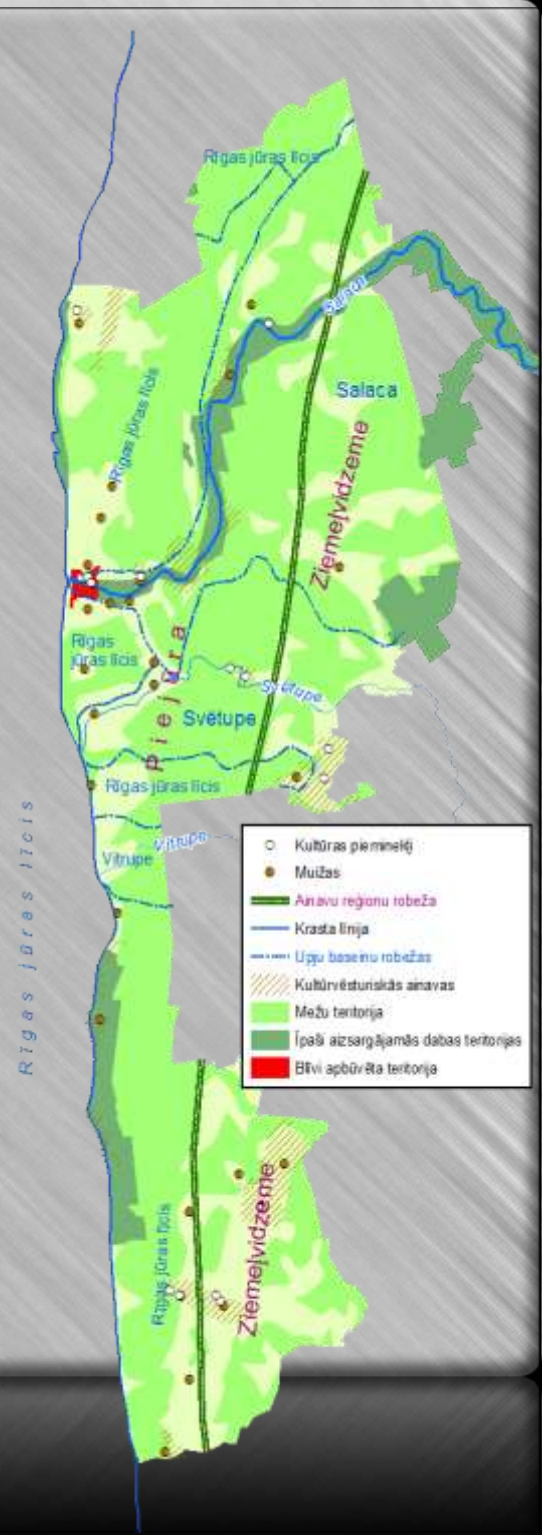 Rīgas jūras līcis
Salaca
Salaca
Rīgas jūras līcis
Ziemeļvidzeme
Rīgas
jūras līcis
Piejūra
Svētupe
Svētupe
Rīgas jūras līcis
Vitrupe
Vitrupe
Rīgas jūras līcis
Kultūras pieminekļi
Muižas
Ainavu reģionu robeža
Krasta līnija
Upju baseinu robežas
Kultūrvēsturiskās ainavas
Mežu teritorija
Īpaši aizsargājamās dabas teritorijas
Blīvi apbūvēta teritorija
Ziemeļvidzeme
Rīgas jūras līcis